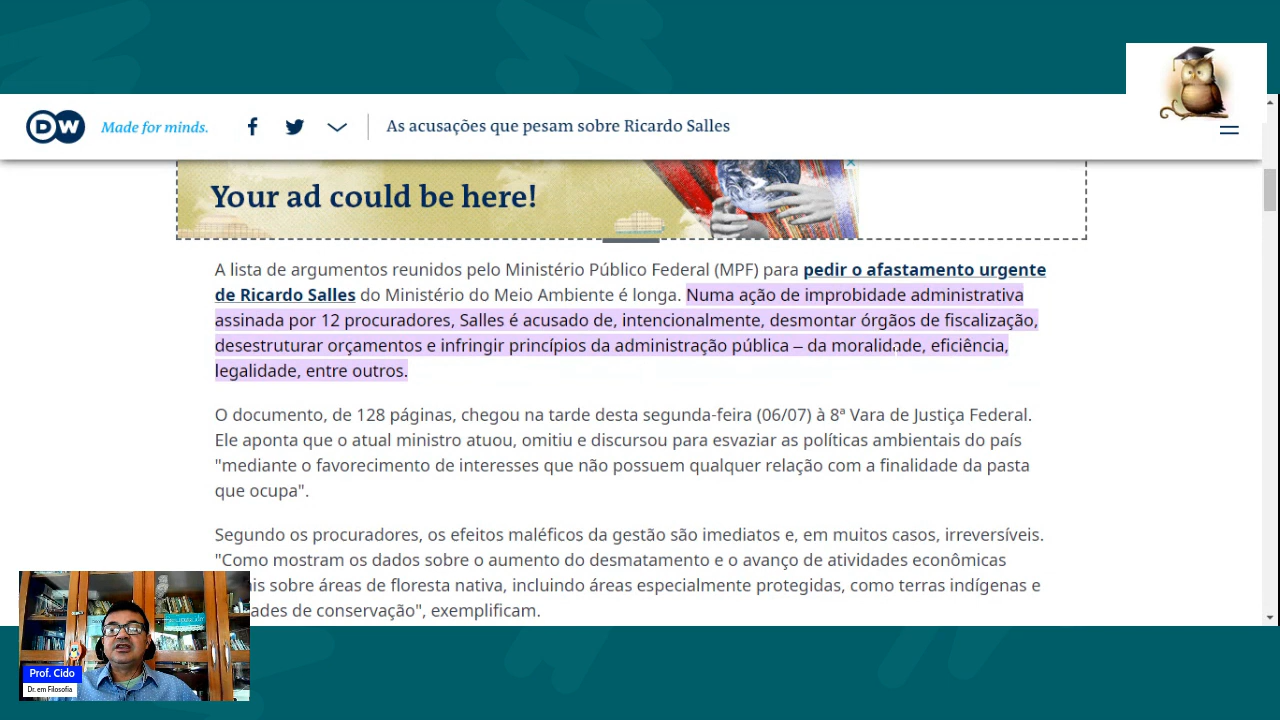 DW Made for minds. As acusações que pesam sobre Ricardo Salles
Your ad could be here!
A lista de argumentos reunidos pelo Ministério Público Federal (MPF) para pedir o afastamento urgente
de Ricardo Salles do Ministério do Meio Ambiente é longa. Numa ação de improbidade administrativa
assinada por 12 procuradores, Salles é acusado de, intencionalmente, desmontar órgãos de fiscalização,
desestruturar orçamentos e infringir princípios da administração pública – da moralidade, eficiência,
legalidade, entre outros.
O documento, de 128 páginas, chegou na tarde desta segunda-feira (06/07) à 8ª Vara de Justiça Federal.
Ele aponta que o atual ministro atuou, omitiu e discursou para esvaziar as políticas ambientais do país
"mediante o favorecimento de interesses que não possuem qualquer relação com a finalidade da pasta
que ocupa".
Segundo os procuradores, os efeitos maléficos da gestão são imediatos e, em muitos casos, irreversíveis.
"Como mostram os dados sobre o aumento do desmatamento e o avanço de atividades econômicas
sobre áreas de floresta nativa, incluindo áreas especialmente protegidas, como terras indígenas e
de conservação", exemplificam.
Prof. Cido
Dr. em Filosofia